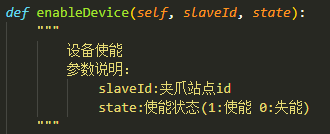 def enableDevice(self, slaveId, state):
"""
设备使能
参数说明:
slaveId:夹爪站点id
state:使能状态(1:使能 0:失能)
"""